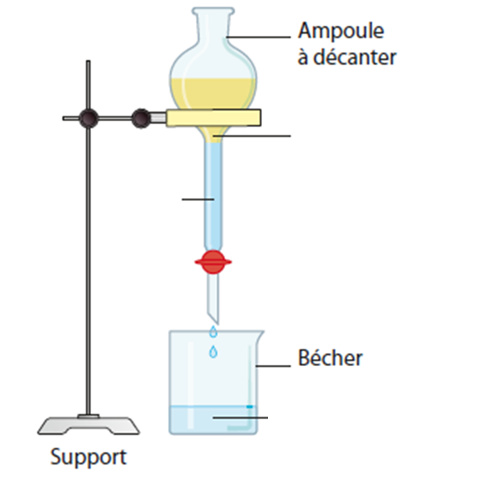 Ampoule
à décanter
Bécher
Support